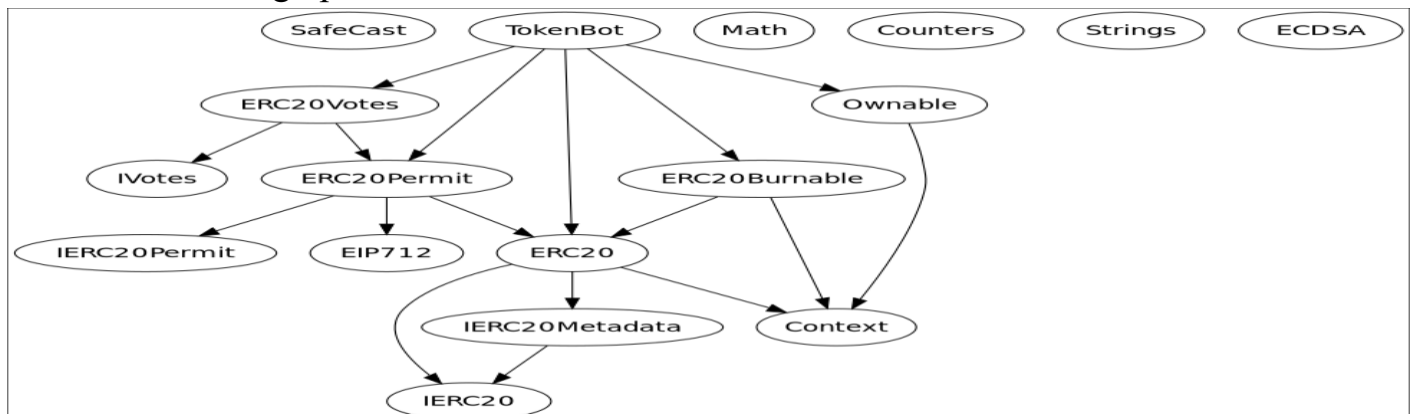 SafeCast TokenBot Math Counters Strings ECDSA
ERC20Votes Ownable
IVotes ERC20Permit ERC20Burnable
IERC20Permit EIP712 ERC20
IERC20Metadata Context
IERC20